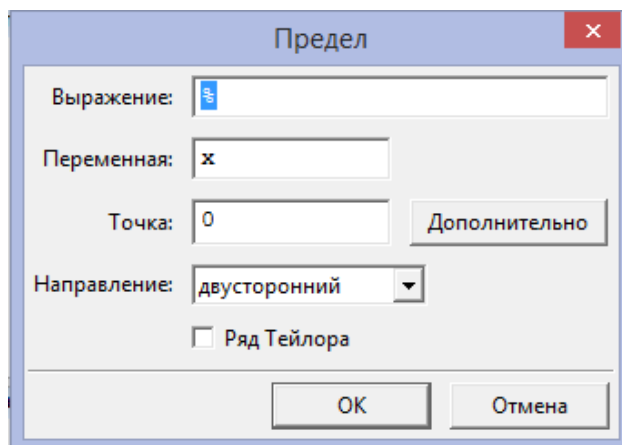 Предел
Выражение: %
Переменная: x
Точка: 0 Дополнительно
Направление: двусторонний
Ряд Тейлора
OK Отмена